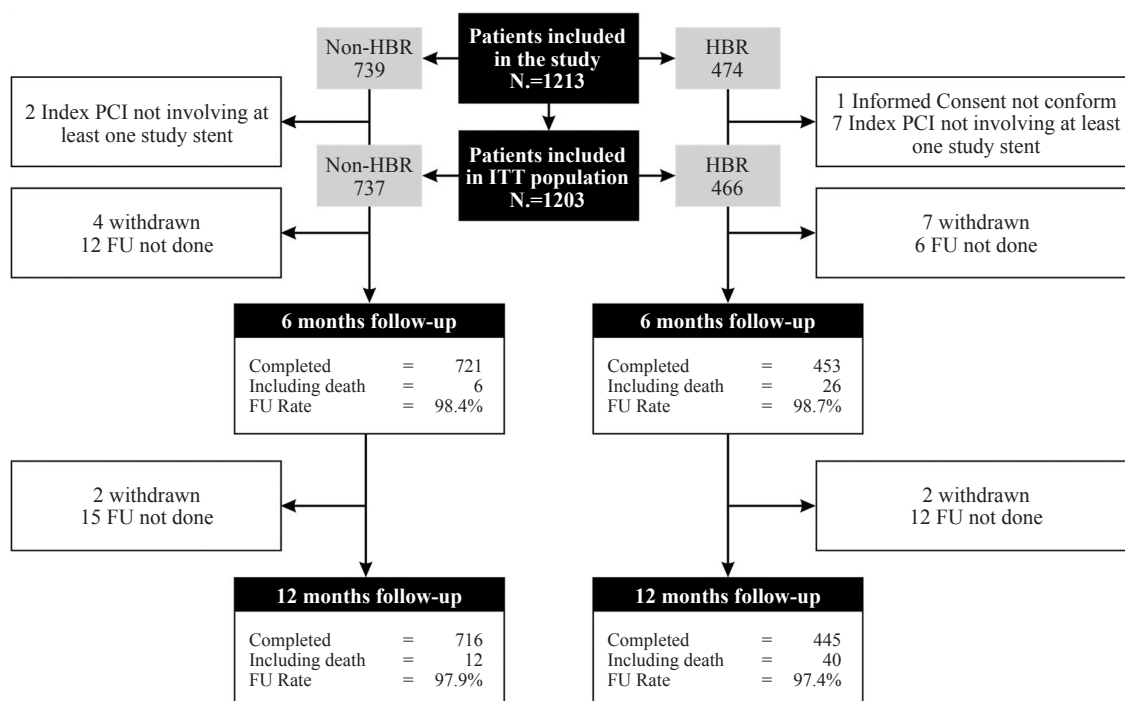 Non-HBR
739
Patients included
in the study
N.=1213
HBR
474
2 Index PCI not involving at
least one study stent
1 Informed Consent not conform
7 Index PCI not involving at least
one study stent
Non-HBR
737
Patients included
in ITT population
N.=1203
HBR
466
4 withdrawn
12 FU not done
7 withdrawn
6 FU not done
6 months follow-up
Completed = 721
Including death = 6
FU Rate = 98.4%
6 months follow-up
Completed = 453
Including death = 26
FU Rate = 98.7%
2 withdrawn
15 FU not done
2 withdrawn
12 FU not done
12 months follow-up
Completed = 716
Including death = 12
FU Rate = 97.9%
12 months follow-up
Completed = 445
Including death = 40
FU Rate = 97.4%